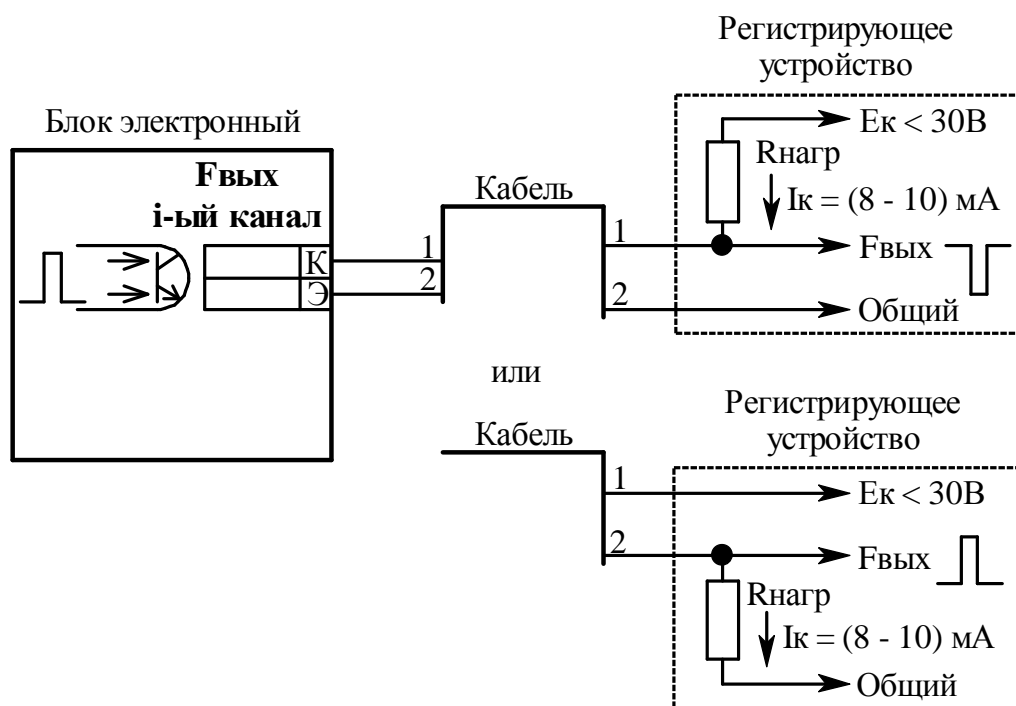 Регистрирующее
устройство
Блок электронный
Fвых
i-ый канал
К
Э
Кабель
1
2
1
2
Eк < 30В
Rнагр
Iк = (8 - 10) мА
Fвых
Общий
или
Кабель
1
2
Регистрирующее
устройство
Eк < 30В
Fвых
Rнагр
Iк = (8 - 10) мА
Общий